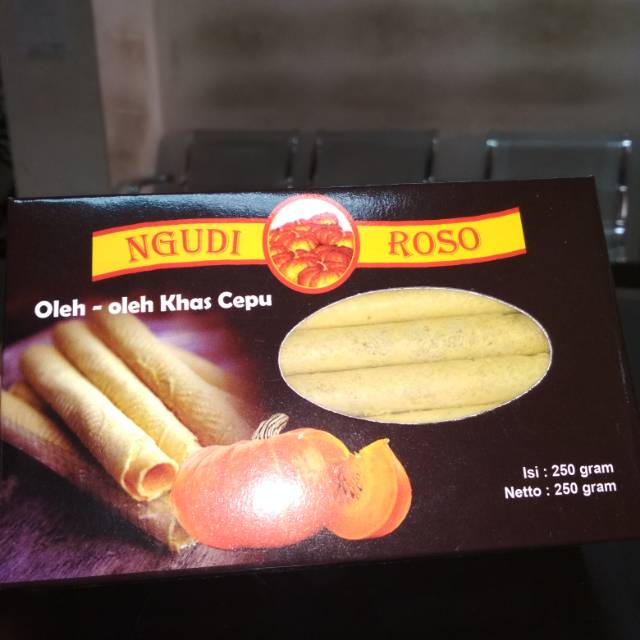 NGUDI ROSO
Oleh - oleh Khas Cepu
Isi : 250 gram
Netto : 250 gram